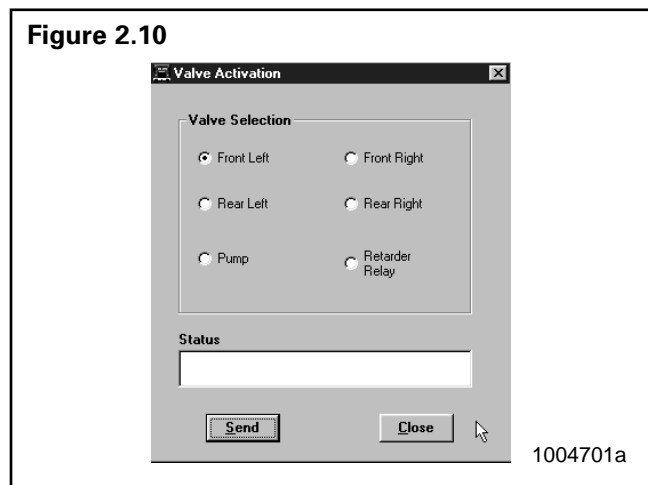 Figure 2.10
Valve Activation
Valve Selection
Front Left Front Right
Rear Left Rear Right
Pump Retarder
Relay
Status
Send Close
1004701a